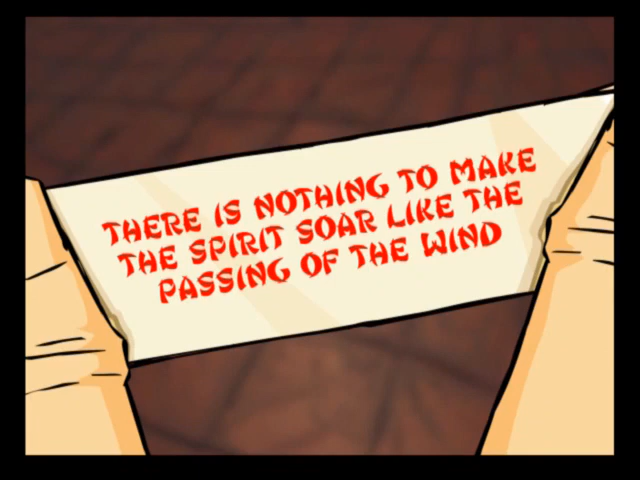 THERE IS NOTHING TO MAKE
THE SPIRIT SOAR LIKE THE
PASSING OF THE WIND